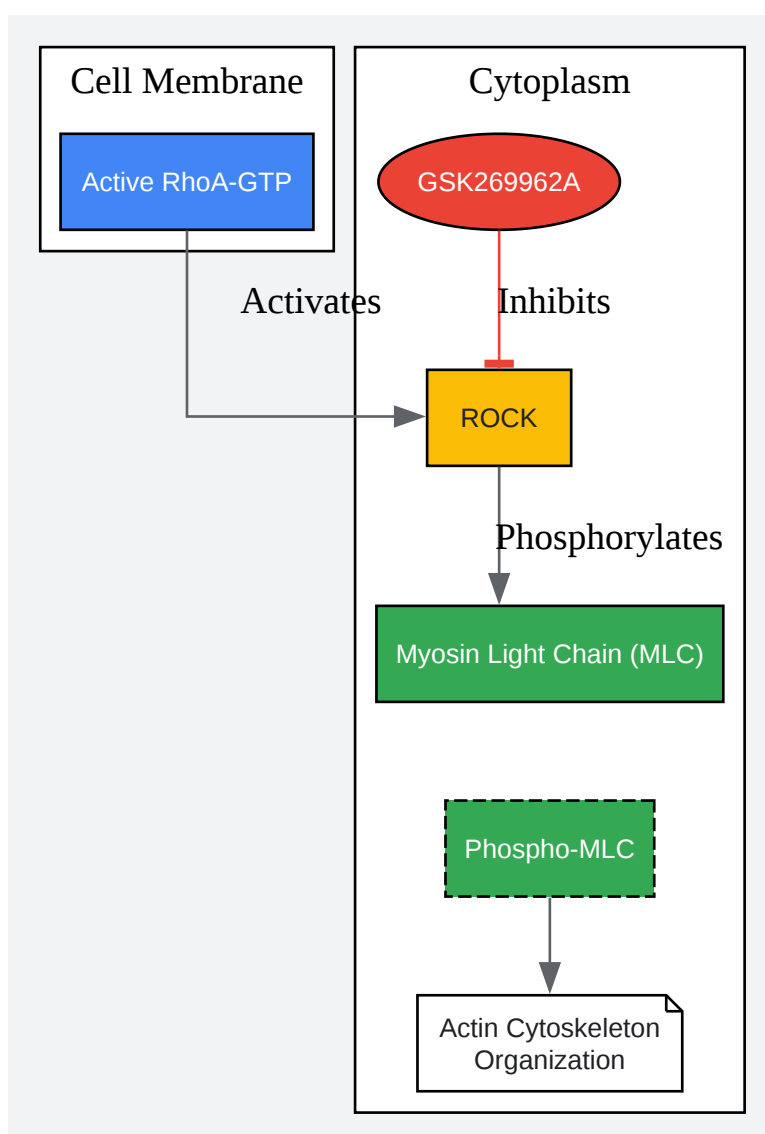 Cell Membrane
Cytoplasm
Active RhoA-GTP
GSK269962A
Activates
Inhibits
ROCK
Phosphorylates
Myosin Light Chain (MLC)
Phospho-MLC
Actin Cytoskeleton
Organization